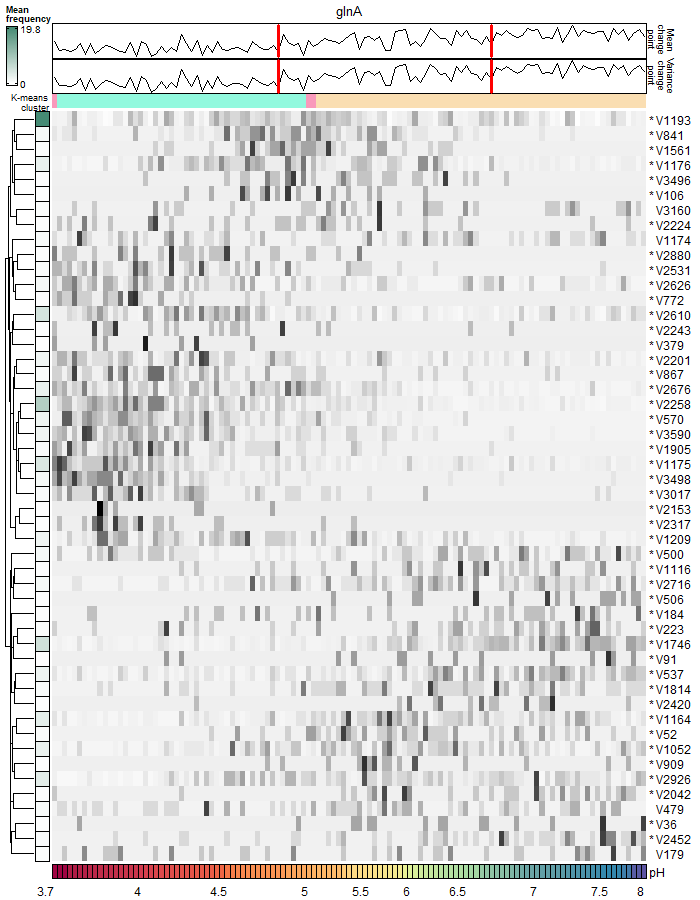 glnA
Mean
frequency
19.8
0
Mean
change
point
Variance
change
point
K-means
cluster
* V1193
* V841
* V1561
* V1176
* V3496
* V106
V3160
* V2224
V1174
* V2880
* V2531
* V2626
* V772
* V2610
* V2243
* V379
* V2201
* V867
* V2676
* V2258
* V570
* V3590
* V1905
* V1175
* V3498
* V3017
* V2153
* V2317
* V1209
* V500
* V1116
* V2716
* V506
* V184
* V223
* V1746
* V91
* V537
* V1814
* V2420
* V1164
* V52
* V1052
* V909
* V2926
* V2042
V479
* V36
* V2452
V179
pH
3.7 4 4.5 5 5.5 6 6.5 7 7.5 8